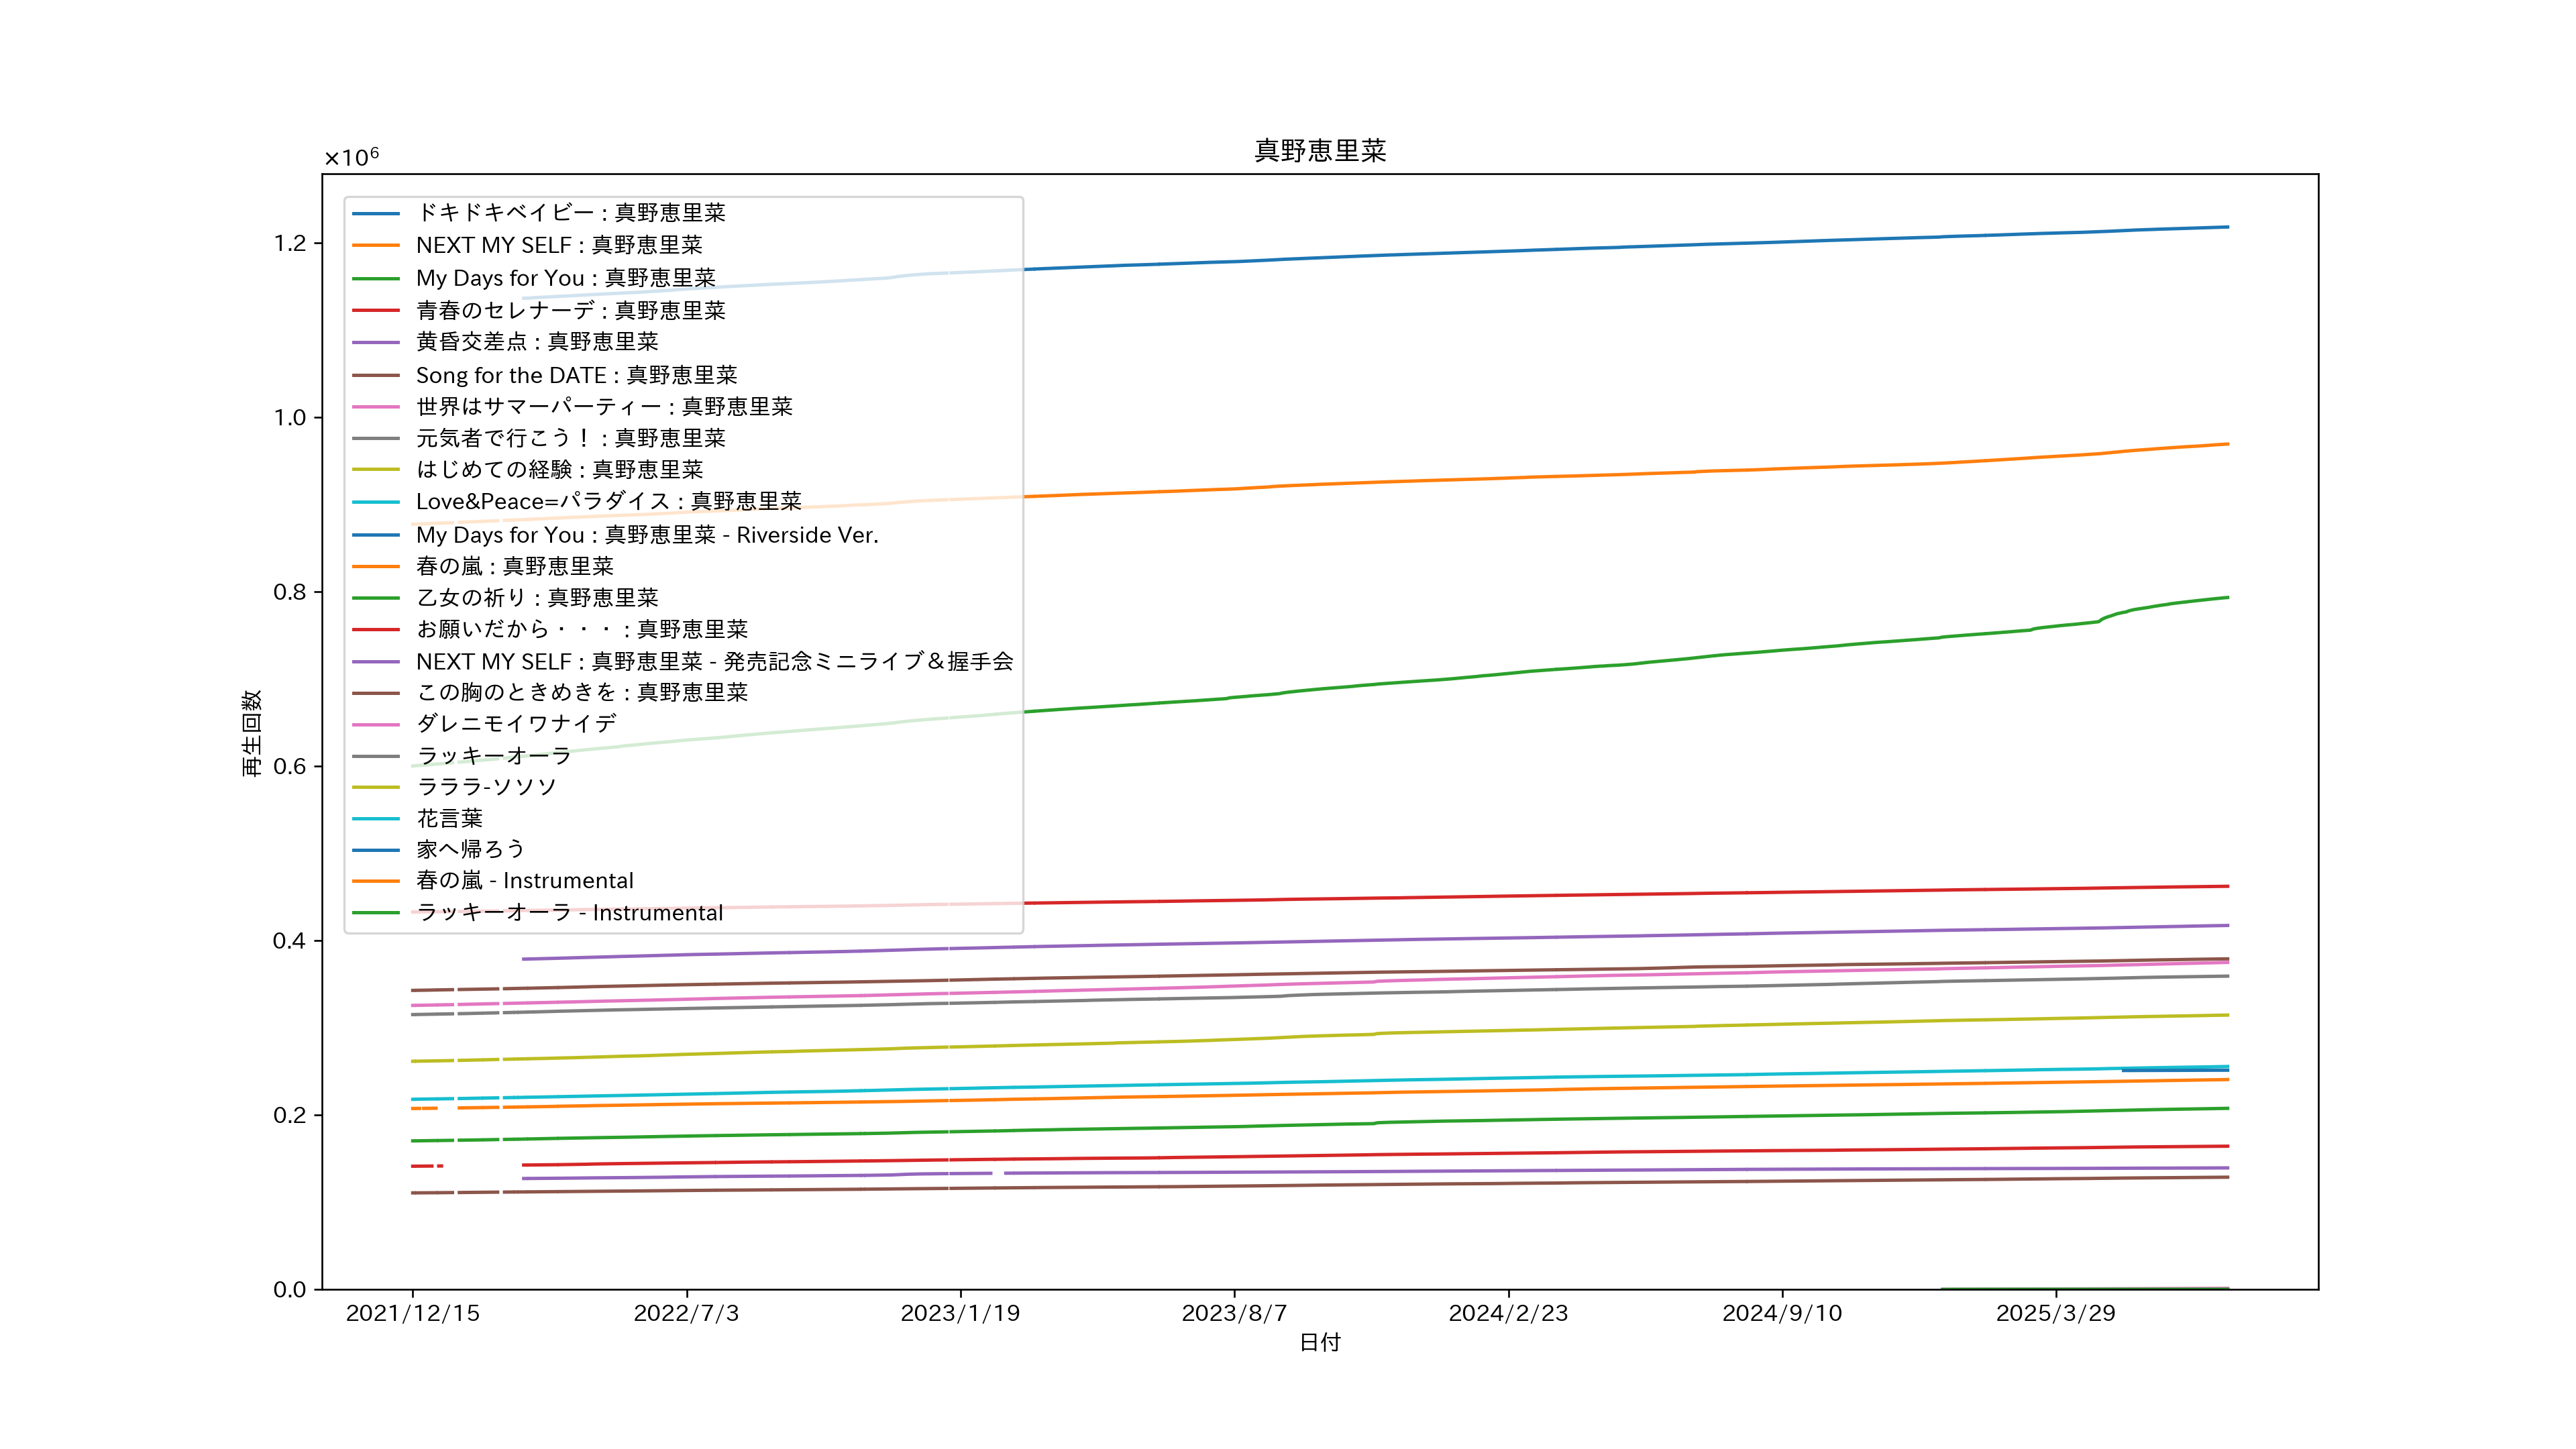 真野恵里菜
×10⁶
ドキドキベイビー : 真野恵里菜
NEXT MY SELF : 真野恵里菜
My Days for You : 真野恵里菜
青春のセレナーデ : 真野恵里菜
黄昏交差点 : 真野恵里菜
Song for the DATE : 真野恵里菜
世界はサマーパーティー : 真野恵里菜
元気者で行こう！ : 真野恵里菜
はじめての経験 : 真野恵里菜
Love&Peace=パラダイス : 真野恵里菜
My Days for You : 真野恵里菜 - Riverside Ver.
春の嵐 : 真野恵里菜
乙女の祈り : 真野恵里菜
お願いだから・・・ : 真野恵里菜
NEXT MY SELF : 真野恵里菜 - 発売記念ミニライブ＆握手会
この胸のときめきを : 真野恵里菜
ダレニモイワナイデ
ラッキーオーラ
ラララ-ソソソ
花言葉
家へ帰ろう
春の嵐 - Instrumental
ラッキーオーラ - Instrumental
1.2
1.0
0.8
0.6
0.4
0.2
0.0
再生回数
2021/12/15
2022/7/3
2023/1/19
2023/8/7
2024/2/23
2024/9/10
2025/3/29
日付